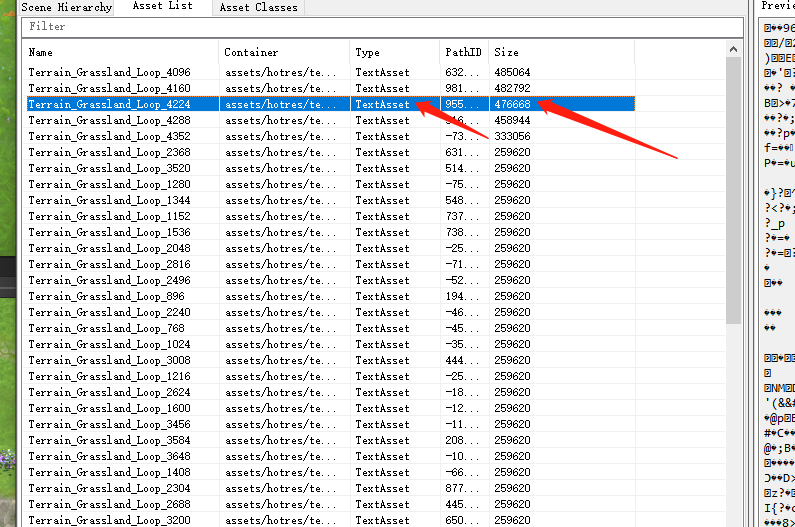 Scene Hierarchy Asset List Asset Classes
Filter
Name Container Type PathID Size
Terrain_Grassland_Loop_4096 assets/hotres/te... TextAsset 632... 485064
Terrain_Grassland_Loop_4160 assets/hotres/te... TextAsset 981... 482792
Terrain_Grassland_Loop_4224 assets/hotres/te... TextAsset 955... 476668
Terrain_Grassland_Loop_4288 assets/hotres/te... TextAsset 458944
Terrain_Grassland_Loop_4352 assets/hotres/te... TextAsset -73... 333056
Terrain_Grassland_Loop_2368 assets/hotres/te... TextAsset 631... 259620
Terrain_Grassland_Loop_3520 assets/hotres/te... TextAsset 514... 259620
Terrain_Grassland_Loop_1280 assets/hotres/te... TextAsset -75... 259620
Terrain_Grassland_Loop_1344 assets/hotres/te... TextAsset 548... 259620
Terrain_Grassland_Loop_1152 assets/hotres/te... TextAsset 737... 259620
Terrain_Grassland_Loop_1536 assets/hotres/te... TextAsset 738... 259620
Terrain_Grassland_Loop_2048 assets/hotres/te... TextAsset -25... 259620
Terrain_Grassland_Loop_2816 assets/hotres/te... TextAsset -71... 259620
Terrain_Grassland_Loop_2496 assets/hotres/te... TextAsset -52... 259620
Terrain_Grassland_Loop_896 assets/hotres/te... TextAsset 194... 259620
Terrain_Grassland_Loop_2240 assets/hotres/te... TextAsset -46... 259620
Terrain_Grassland_Loop_768 assets/hotres/te... TextAsset -45... 259620
Terrain_Grassland_Loop_1024 assets/hotres/te... TextAsset -35... 259620
Terrain_Grassland_Loop_3008 assets/hotres/te... TextAsset 444... 259620
Terrain_Grassland_Loop_1216 assets/hotres/te... TextAsset -25... 259620
Terrain_Grassland_Loop_2624 assets/hotres/te... TextAsset -18... 259620
Terrain_Grassland_Loop_1600 assets/hotres/te... TextAsset -12... 259620
Terrain_Grassland_Loop_3456 assets/hotres/te... TextAsset -11... 259620
Terrain_Grassland_Loop_3584 assets/hotres/te... TextAsset 208... 259620
Terrain_Grassland_Loop_3648 assets/hotres/te... TextAsset -10... 259620
Terrain_Grassland_Loop_1408 assets/hotres/te... TextAsset -66... 259620
Terrain_Grassland_Loop_2304 assets/hotres/te... TextAsset 877... 259620
Terrain_Grassland_Loop_2688 assets/hotres/te... TextAsset 445... 259620
Terrain_Grassland_Loop_3200 assets/hotres/te... TextAsset 650... 259620